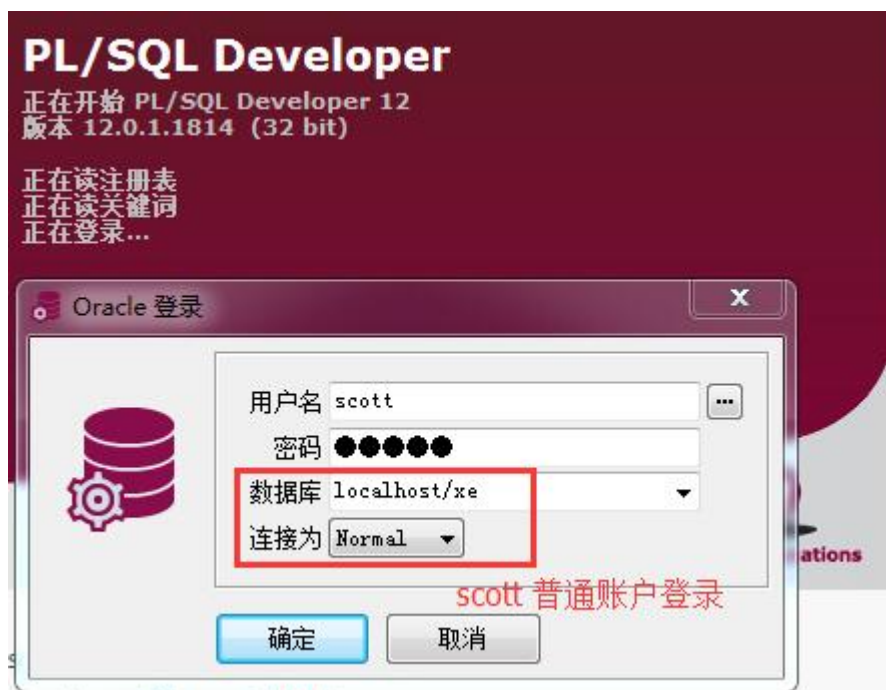 PL/SQL Developer
正在开始 PL/SQL Developer 12
版本 12.0.1.1814 (32 bit)
正在读注册表
正在读关键词
正在登录...
Oracle 登录
用户名 scott
密码 ●●●●●
数据库 localhost/xe
连接为 Normal
ations
scott 普通账户登录
确定 取消